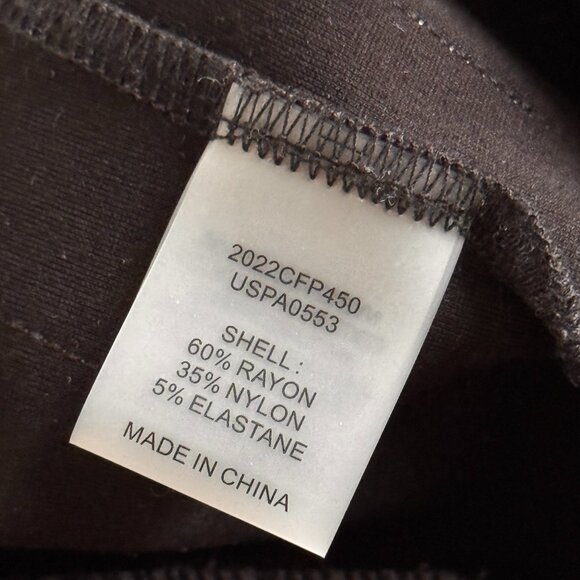 2022CFP450
USPA0553
SHELL:
60% RAYON
35% NYLON
5% ELASTANE
MADE IN CHINA